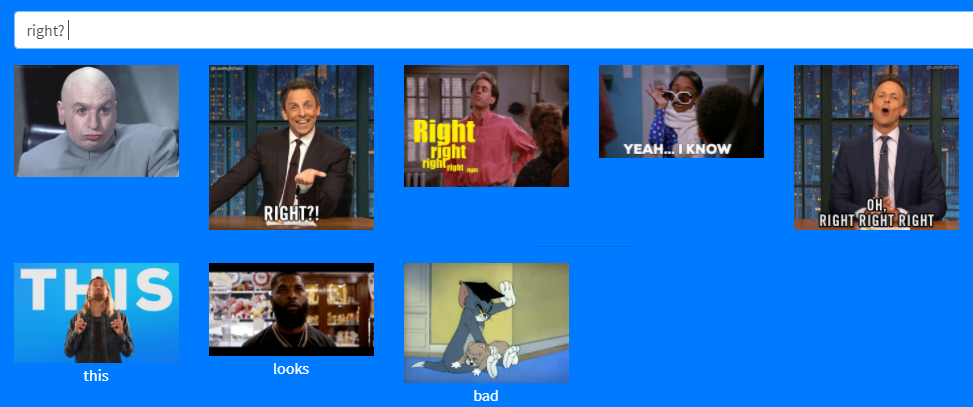 right?
RIGHT?!
Right
right
right
right
right
YEAH... I KNOW
OH,
RIGHT RIGHT RIGHT
THIS
this
looks
bad